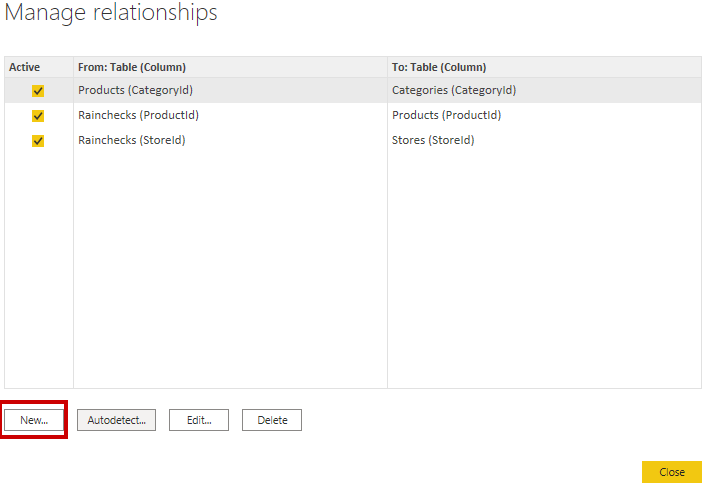 Manage relationships
Active From: Table (Column) To: Table (Column)
Products (CategoryId) Categories (CategoryId)
Rainchecks (ProductId) Products (ProductId)
Rainchecks (StoreId) Stores (StoreId)
New... Autodetect... Edit... Delete
Close